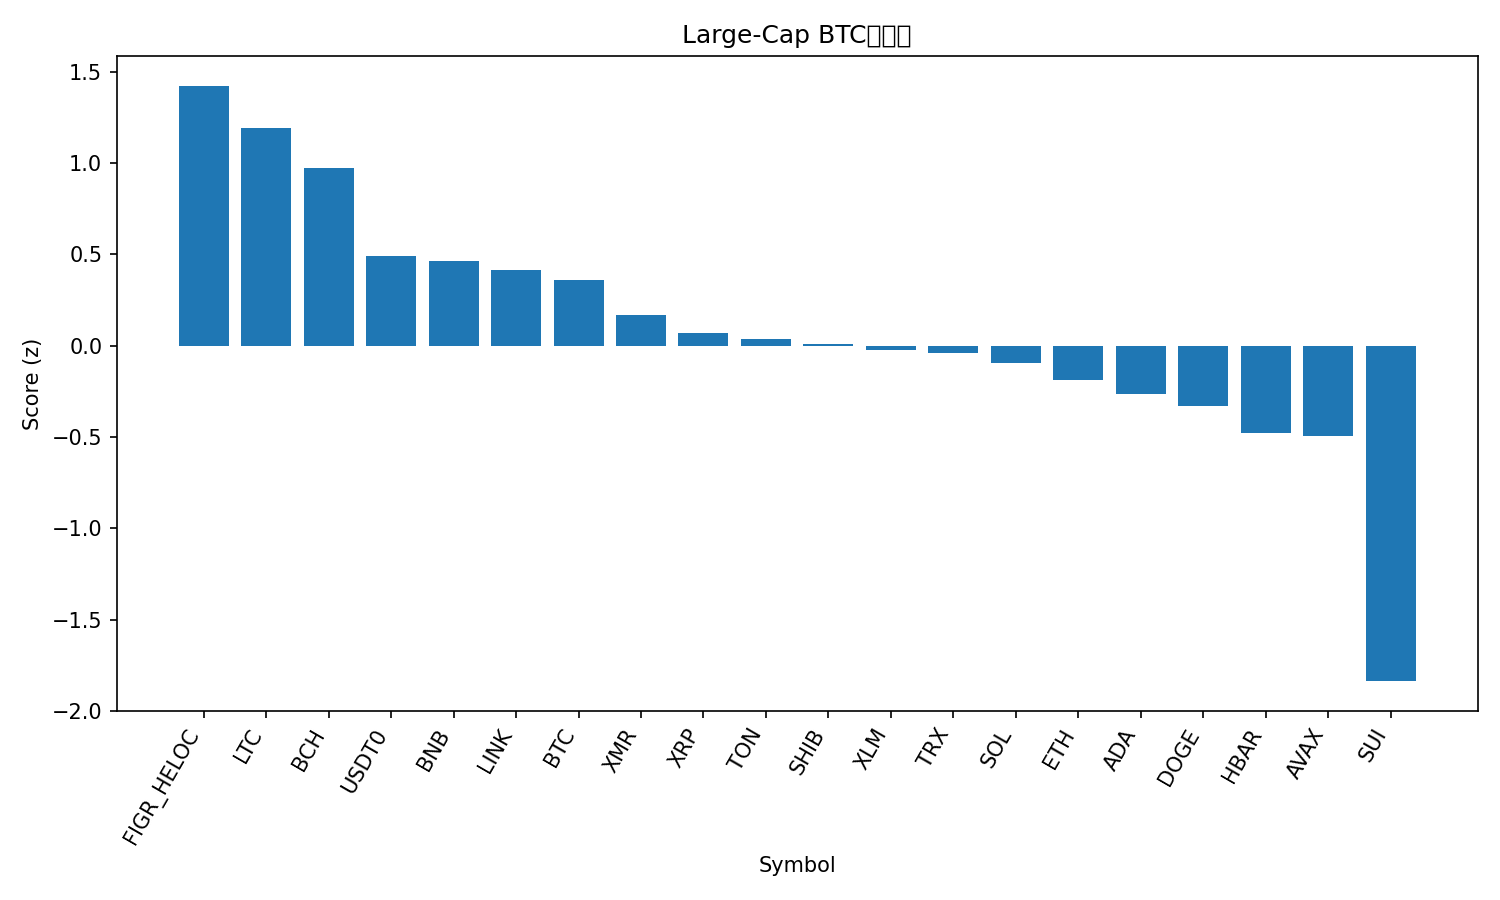 Large-Cap BTC
Score (z)
1.5
1.0
0.5
0.0
−0.5
−1.0
−1.5
−2.0
FIGR_HELOC
LTC
BCH
USDT0
BNB
LINK
BTC
XMR
XRP
TON
SHIB
XLM
TRX
SOL
ETH
ADA
DOGE
HBAR
AVAX
SUI
Symbol